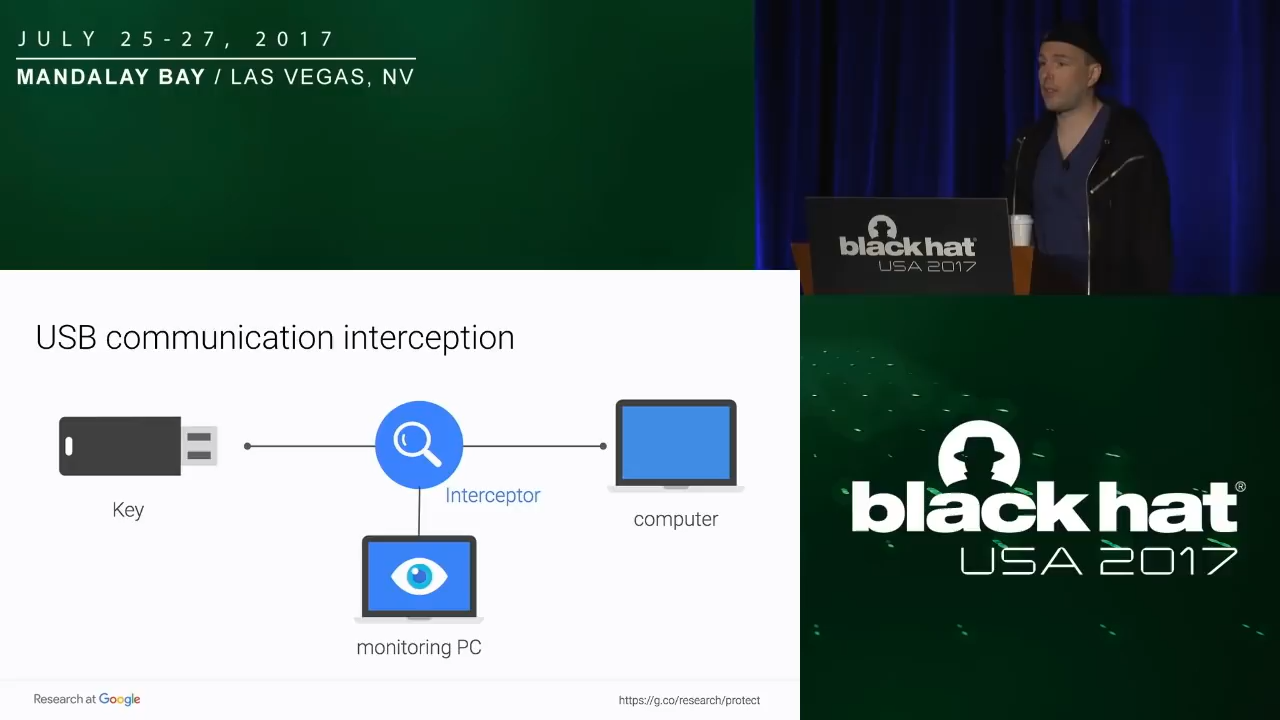 JULY 25-27, 2017
MANDALAY BAY / LAS VEGAS, NV
black hat
USA 2017
USB communication interception
Key
Interceptor
computer
monitoring PC
Research at Google
https://g.co/research/protect
black hat®
USA 2017